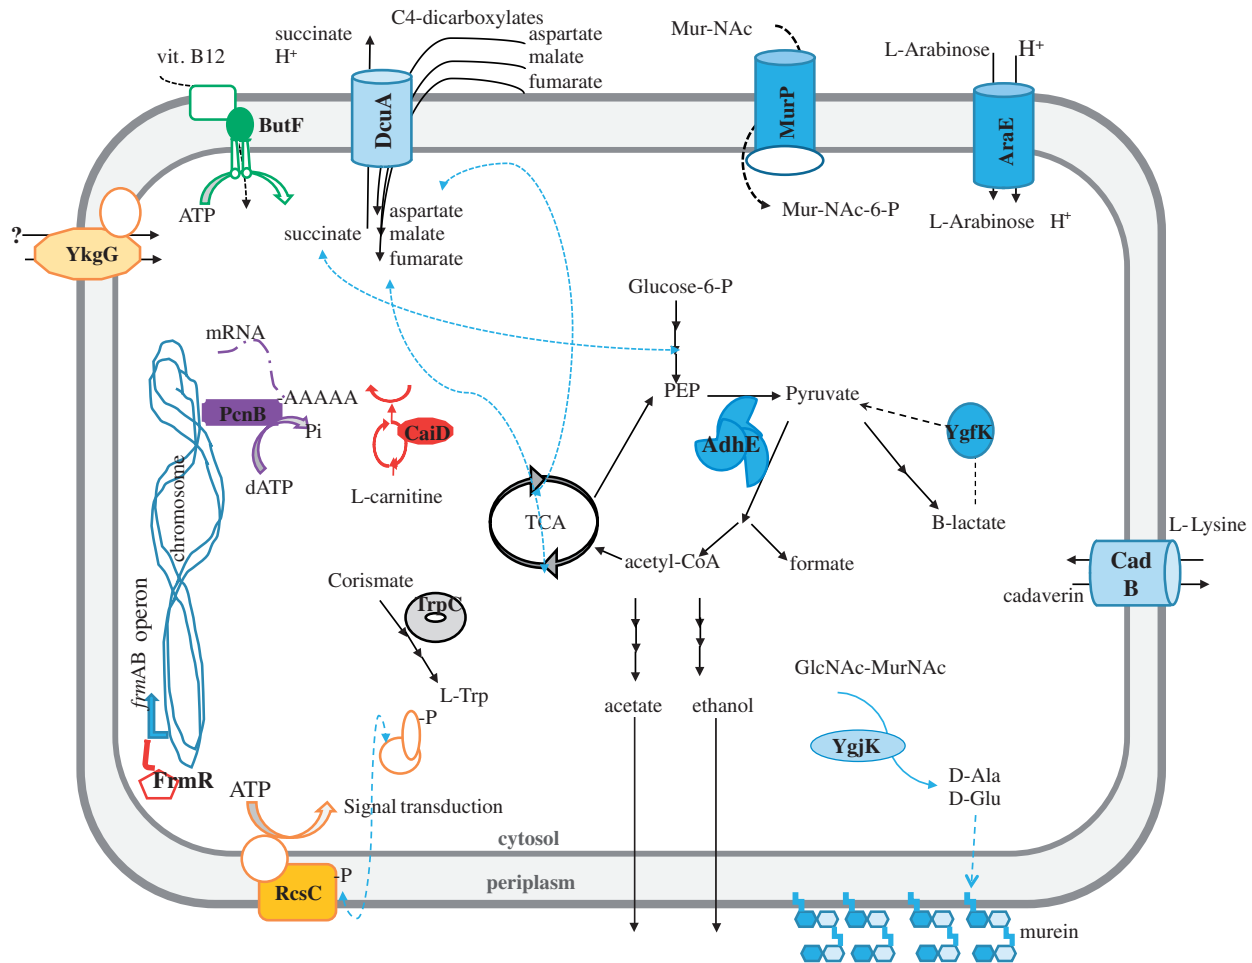 C4-dicarboxylates
succinate
H+
aspartate
malate
fumarate
vit. B12
ButF
DcuA
ATP
succinate
aspartate
malate
fumarate
Mur-NAc
MurP
Mur-NAc-6-P
L-Arabinose
H+
AraE
L-Arabinose
H+
?
YkgG
Glucose-6-P
PEP
Pyruvate
AdhE
YgfK
B-lactate
mRNA
PcnB
-AAAAA
Pi
dATP
CaiD
L-carnitine
chromosome
TCA
acetyl-CoA
formate
L-Lysine
Cad
B
cadaverin
Corismate
TrpC
L-Trp
-P
frmAB operon
FrmR
acetate
ethanol
GlcNAc-MurNAc
YgjK
D-Ala
D-Glu
ATP
Signal transduction
cytosol
periplasm
RcsC
-P
murein